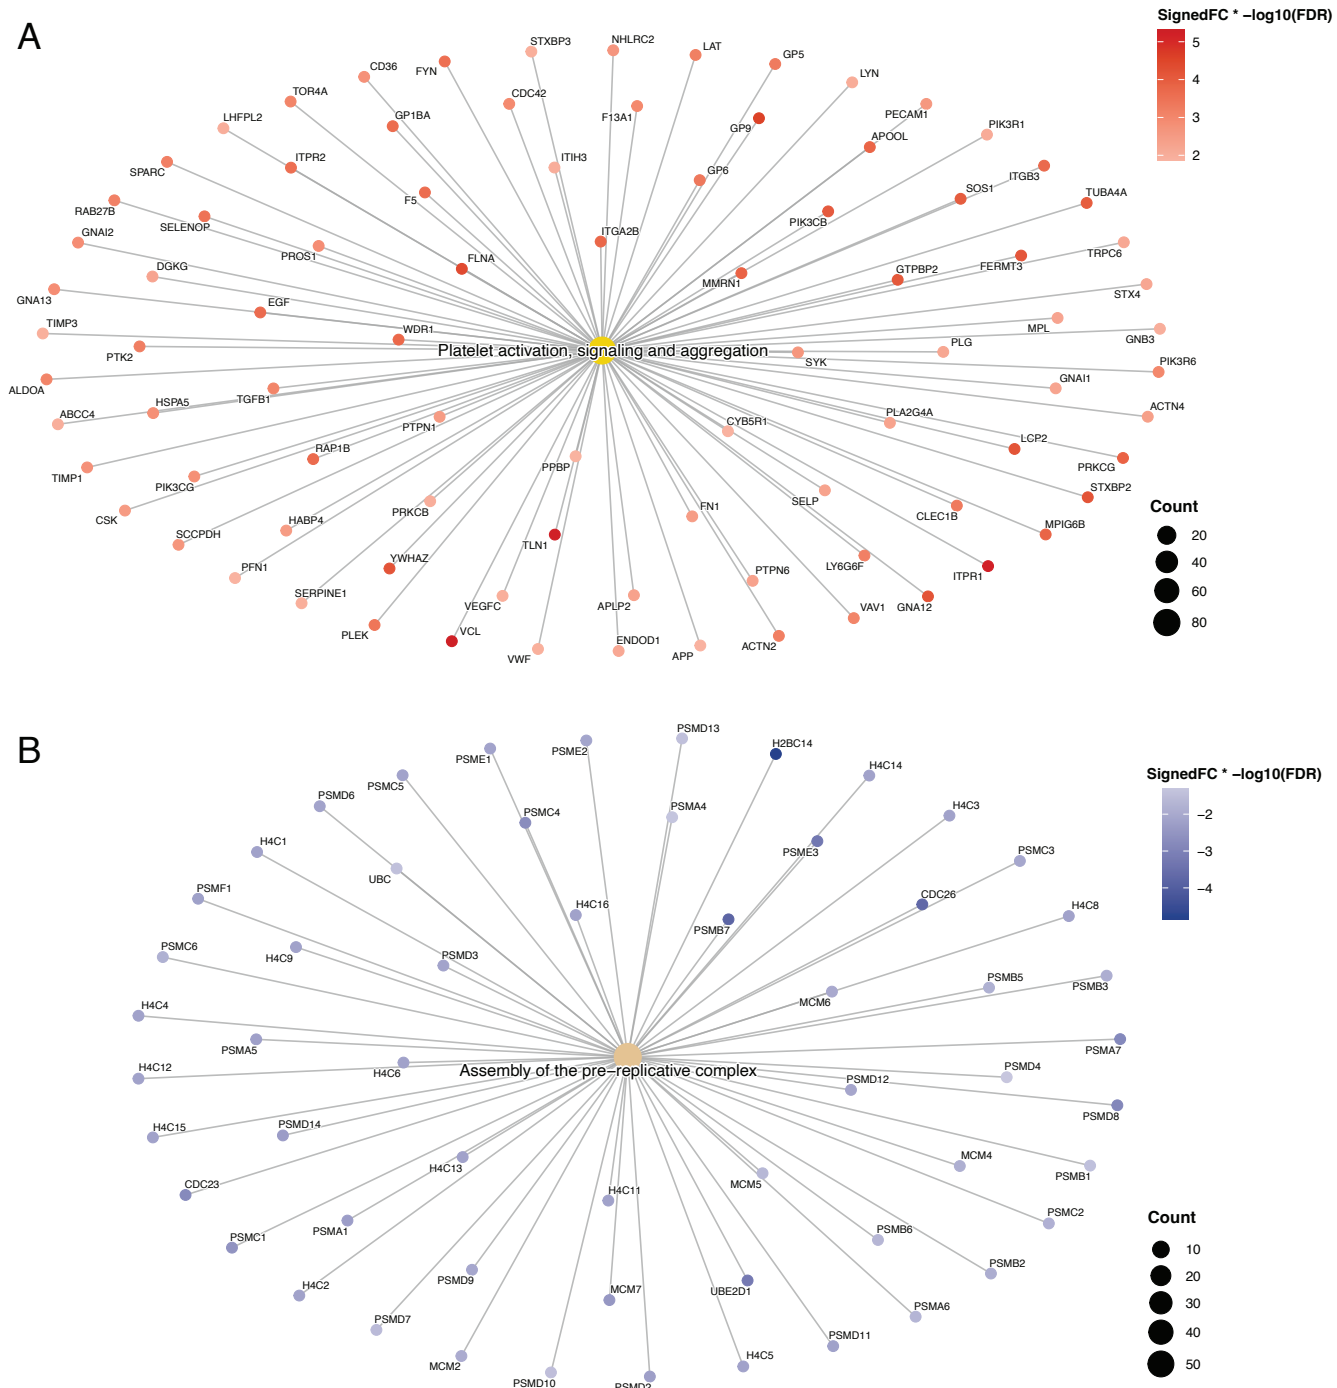 A
SignedFC * −log10(FDR)
5
4
3
2
STXBP3
NHLRC2
LAT
GP5
FYN
CD36
LYN
TOR4A
CDC42
GP1BA
F13A1
GP9
PECAM1
APOOL
PIK3R1
LHFPL2
ITPR2
ITIH3
GP6
ITGB3
SPARC
F5
SOS1
TUBA4A
RAB27B
SELENOP
PIK3CB
GNAI2
PROS1
ITGA2B
FLNA
TRPC6
DGKG
MMRN1
GTPBP2
FERMT3
GNA13
EGF
STX4
TIMP3
WDR1
MPL
GNB3
PTK2
Platelet activation, signaling and aggregation
SYK
PLG
PIK3R6
ALDOA
GNAI1
HSPA5
TGFB1
ABCC4
PTPN1
CYB5R1
PLA2G4A
ACTN4
RAP1B
LCP2
PRKCG
TIMP1
PIK3CG
PPBP
STXBP2
CSK
PRKCB
FN1
SELP
CLEC1B
MPIG6B
SCCPDH
HABP4
TLN1
PFN1
YWHAZ
PTPN6
LY6G6F
ITPR1
SERPINE1
VEGFC
APLP2
VAV1
GNA12
PLEK
VCL
VWF
ENDOD1
APP
ACTN2
Count
20
40
60
80
B
SignedFC * −log10(FDR)
−2
−3
−4
PSMD13
PSME1
PSME2
H2BC14
PSMC5
H4C14
PSMD6
PSMC4
PSMA4
H4C3
H4C1
PSME3
PSMC3
UBC
PSMF1
H4C16
PSMB7
CDC26
H4C8
PSMC6
H4C9
PSMD3
H4C4
MCM6
PSMB5
PSMB3
PSMA5
PSMA7
H4C12
H4C6
Assembly of the pre−replicative complex
PSMD12
PSMD4
PSMD8
H4C15
PSMD14
H4C13
MCM4
PSMB1
CDC23
MCM5
H4C11
PSMC2
PSMC1
PSMA1
PSMB6
PSMB2
H4C2
PSMD9
MCM7
UBE2D1
PSMA6
PSMD7
PSMD11
MCM2
H4C5
PSMD10
PSMD2
Count
10
20
30
40
50